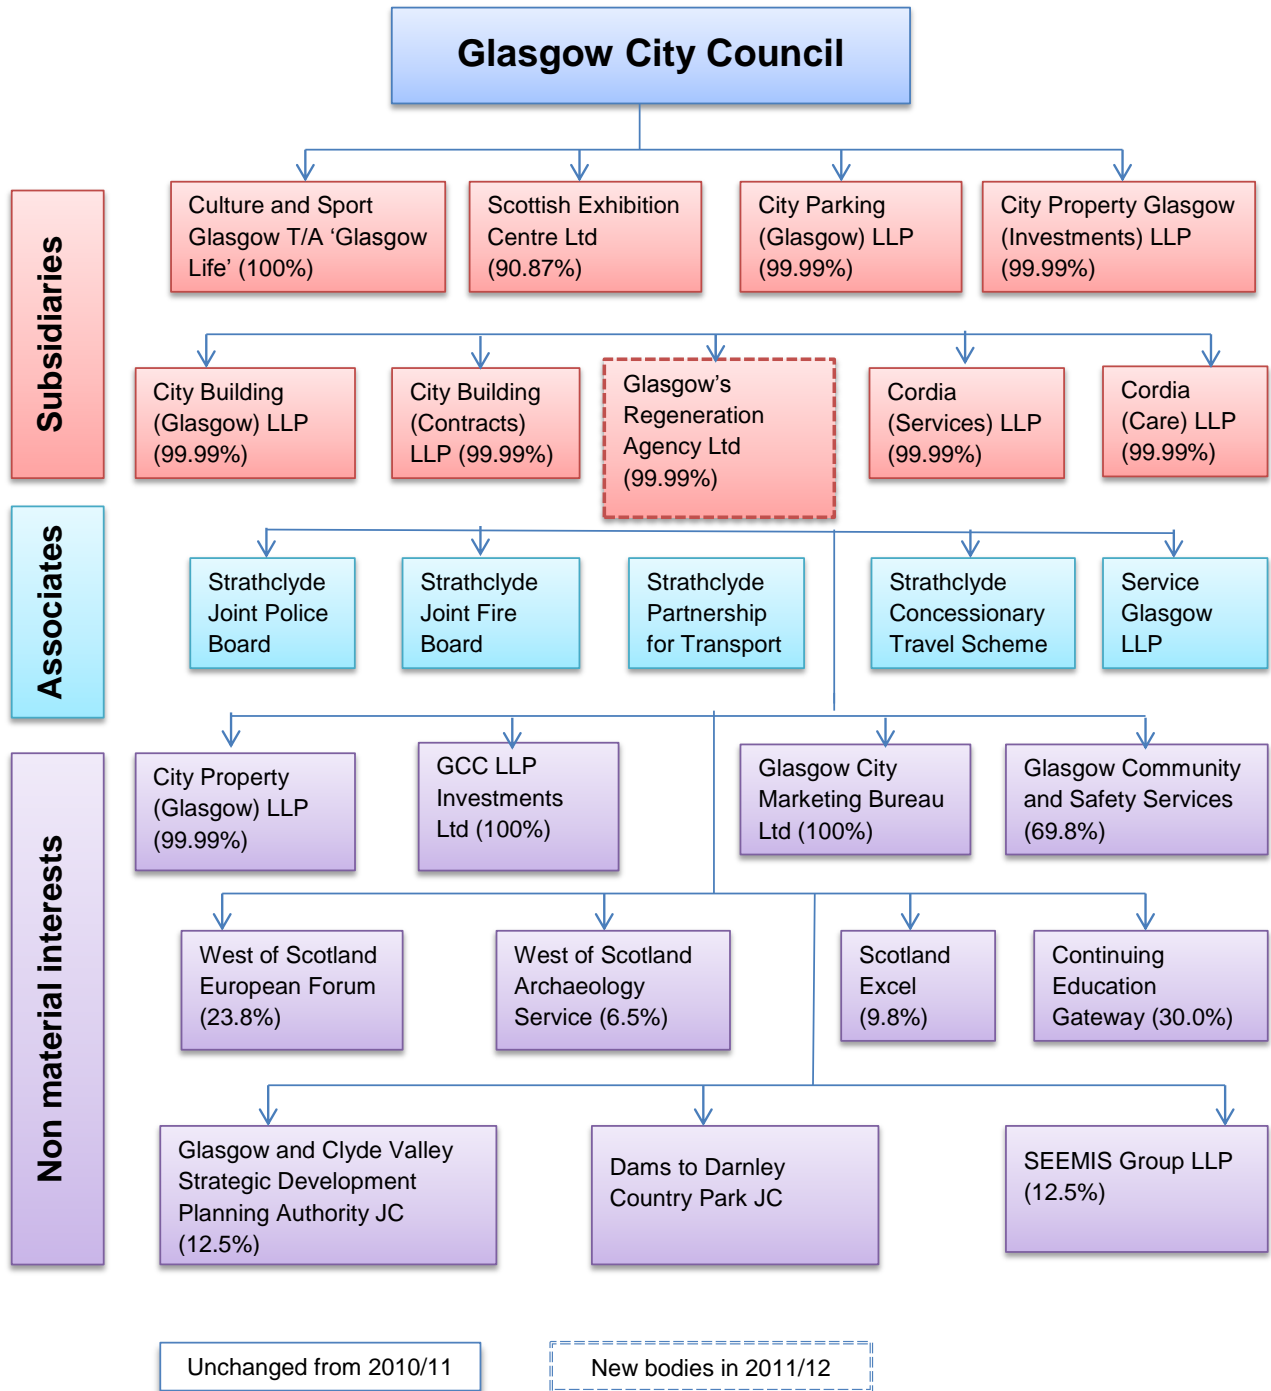 Glasgow City Council
Subsidiaries
Culture and Sport
Glasgow T/A ‘Glasgow
Life’ (100%)
Scottish Exhibition
Centre Ltd
(90.87%)
City Parking
(Glasgow) LLP
(99.99%)
City Property Glasgow
(Investments) LLP
(99.99%)
City Building
(Glasgow) LLP
(99.99%)
City Building
(Contracts)
LLP (99.99%)
Glasgow’s
Regeneration
Agency Ltd
(99.99%)
Cordia
(Services) LLP
(99.99%)
Cordia
(Care) LLP
(99.99%)
Associates
Strathclyde
Joint Police
Board
Strathclyde
Joint Fire
Board
Strathclyde
Partnership
for Transport
Strathclyde
Concessionary
Travel Scheme
Service
Glasgow
LLP
Non material interests
City Property
(Glasgow) LLP
(99.99%)
GCC LLP
Investments
Ltd (100%)
Glasgow City
Marketing Bureau
Ltd (100%)
Glasgow Community
and Safety Services
(69.8%)
West of Scotland
European Forum
(23.8%)
West of Scotland
Archaeology
Service (6.5%)
Scotland
Excel
(9.8%)
Continuing
Education
Gateway (30.0%)
Glasgow and Clyde Valley
Strategic Development
Planning Authority JC
(12.5%)
Dams to Darnley
Country Park JC
SEEMIS Group LLP
(12.5%)
Unchanged from 2010/11
New bodies in 2011/12